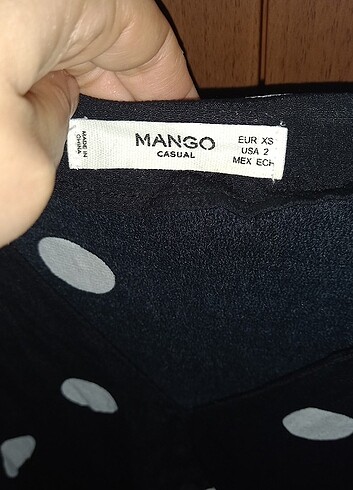 MADE IN
CHINA
MANGO
CASUAL
EUR XS
USA 2
MEX ECH